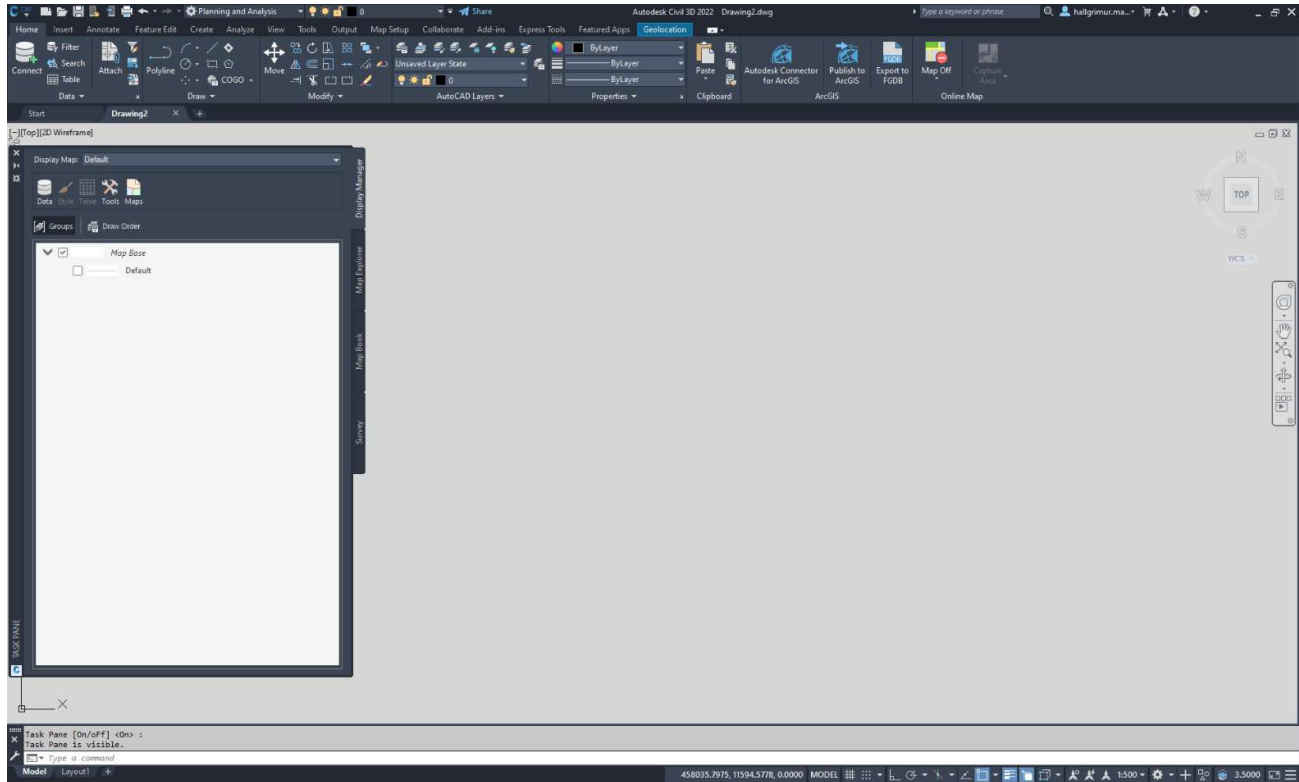 Planning and Analysis 0 Share Autodesk Civil 3D 2022 Drawing2.dwg Type a keyword or phrase hallgrimur.ma...
Home Insert Annotate Feature Edit Create Analyze View Tools Output Map Setup Collaborate Add-ins Express Tools Featured Apps Geolocation
Connect Filter Search Table Attach Polyline COGO Move Unsaved Layer State 0 ByLayer ByLayer ByLayer Paste Autodesk Connector for ArcGIS Publish to ArcGIS Export to FGDB Map Off Capture Area
Data Draw Modify AutoCAD Layers Properties Clipboard ArcGIS Online Map
Start Drawing2
[-][Top][2D Wireframe]
Display Map: Default
Data Style Table Tools Maps
Groups Draw Order
Map Base
Default
Display Manager
Map Explorer
Map Book
Survey
TASK PANE
N
W TOP E
S
WCS
X
Task Pane [On/oFf] <On> :
Task Pane is visible.
Type a command
Model Layout1 +
458035.7975, 11594.5778, 0.0000 MODEL 1:500 3.5000